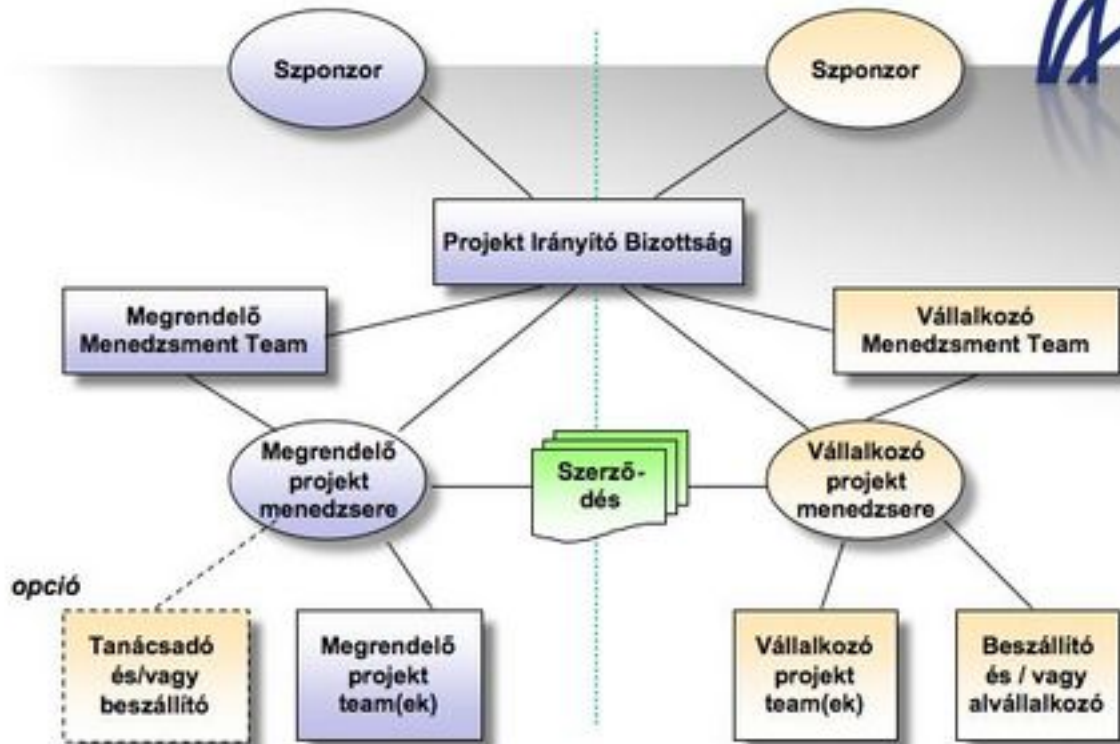 Szponzor
Szponzor
Projekt Irányító Bizottság
Megrendelő
Menedzsment Team
Vállalkozó
Menedzsment Team
Megrendelő
projekt
menedzsere
Szerző-
dés
Vállalkozó
projekt
menedzsere
opció
Tanácsadó
és/vagy
beszállító
Megrendelő
projekt
team(ek)
Vállalkozó
projekt
team(ek)
Beszállító
és / vagy
alvállalkozó